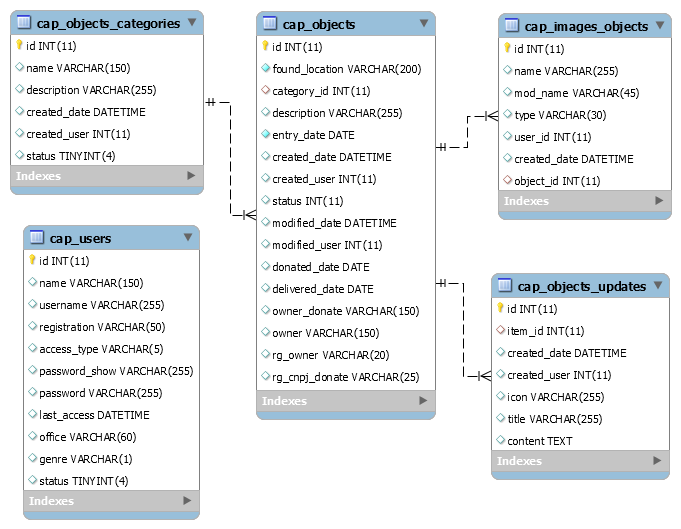 cap_objects_categories
id INT(11)
name VARCHAR(150)
description VARCHAR(255)
created_date DATETIME
created_user INT(11)
status TINYINT(4)
Indexes
cap_objects
id INT(11)
found_location VARCHAR(200)
category_id INT(11)
description VARCHAR(255)
entry_date DATE
created_date DATETIME
created_user INT(11)
status INT(11)
modified_date DATETIME
modified_user INT(11)
donated_date DATE
delivered_date DATE
owner_donate VARCHAR(150)
owner VARCHAR(150)
rg_owner VARCHAR(20)
rg_cnpj_donate VARCHAR(25)
Indexes
cap_images_objects
id INT(11)
name VARCHAR(255)
mod_name VARCHAR(45)
type VARCHAR(30)
user_id INT(11)
created_date DATETIME
object_id INT(11)
Indexes
cap_users
id INT(11)
name VARCHAR(150)
username VARCHAR(255)
registration VARCHAR(50)
access_type VARCHAR(5)
password_show VARCHAR(255)
password VARCHAR(255)
last_access DATETIME
office VARCHAR(60)
genre VARCHAR(1)
status TINYINT(4)
Indexes
cap_objects_updates
id INT(11)
item_id INT(11)
created_date DATETIME
created_user INT(11)
icon VARCHAR(255)
title VARCHAR(255)
content TEXT
Indexes